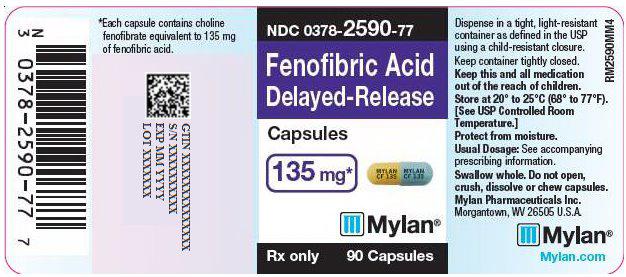 N
3 0378-2590-77 7
*Each capsule contains choline
fenofibrate equivalent to 135 mg
of fenofibric acid.
GTIN XXXXXXXXXXXXXX
S/N XXXXXXXXXX
EXP MM YYYY
LOT XXXXXX
NDC 0378-2590-77
Fenofibric Acid
Delayed-Release
Capsules
135 mg*
MYLAN
CF 135
MYLAN
CF 135
Mylan®
Rx only 90 Capsules
Dispense in a tight, light-resistant
container as defined in the USP
using a child-resistant closure.
Keep container tightly closed.
Keep this and all medication
out of the reach of children.
Store at 20° to 25°C (68° to 77°F).
[See USP Controlled Room
Temperature.]
Protect from moisture.
Usual Dosage: See accompanying
prescribing information.
Swallow whole. Do not open,
crush, dissolve or chew capsules.
Mylan Pharmaceuticals Inc.
Morgantown, WV 26505 U.S.A.
Mylan®
Mylan.com
RM2590MM4